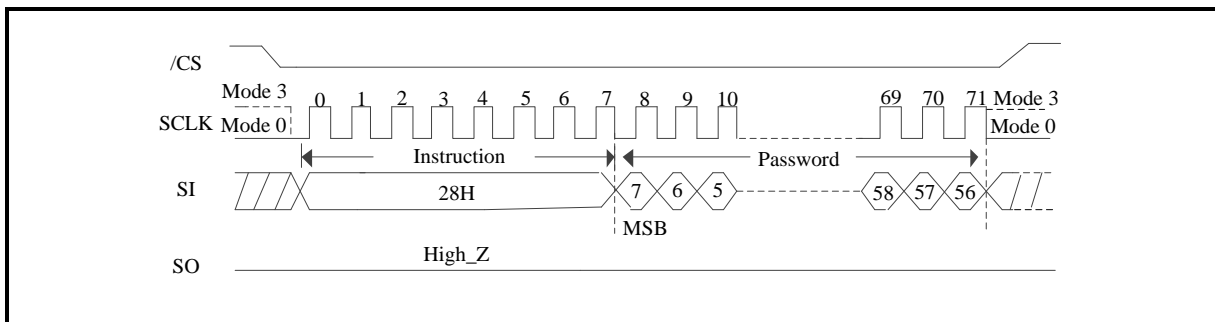 /CS
Mode 3 0 1 2 3 4 5 6 7 8 9 10 69 70 71 Mode 3
SCLK Mode 0 Mode 0
Instruction Password
SI 28H 7 6 5 58 57 56
MSB
High_Z
SO